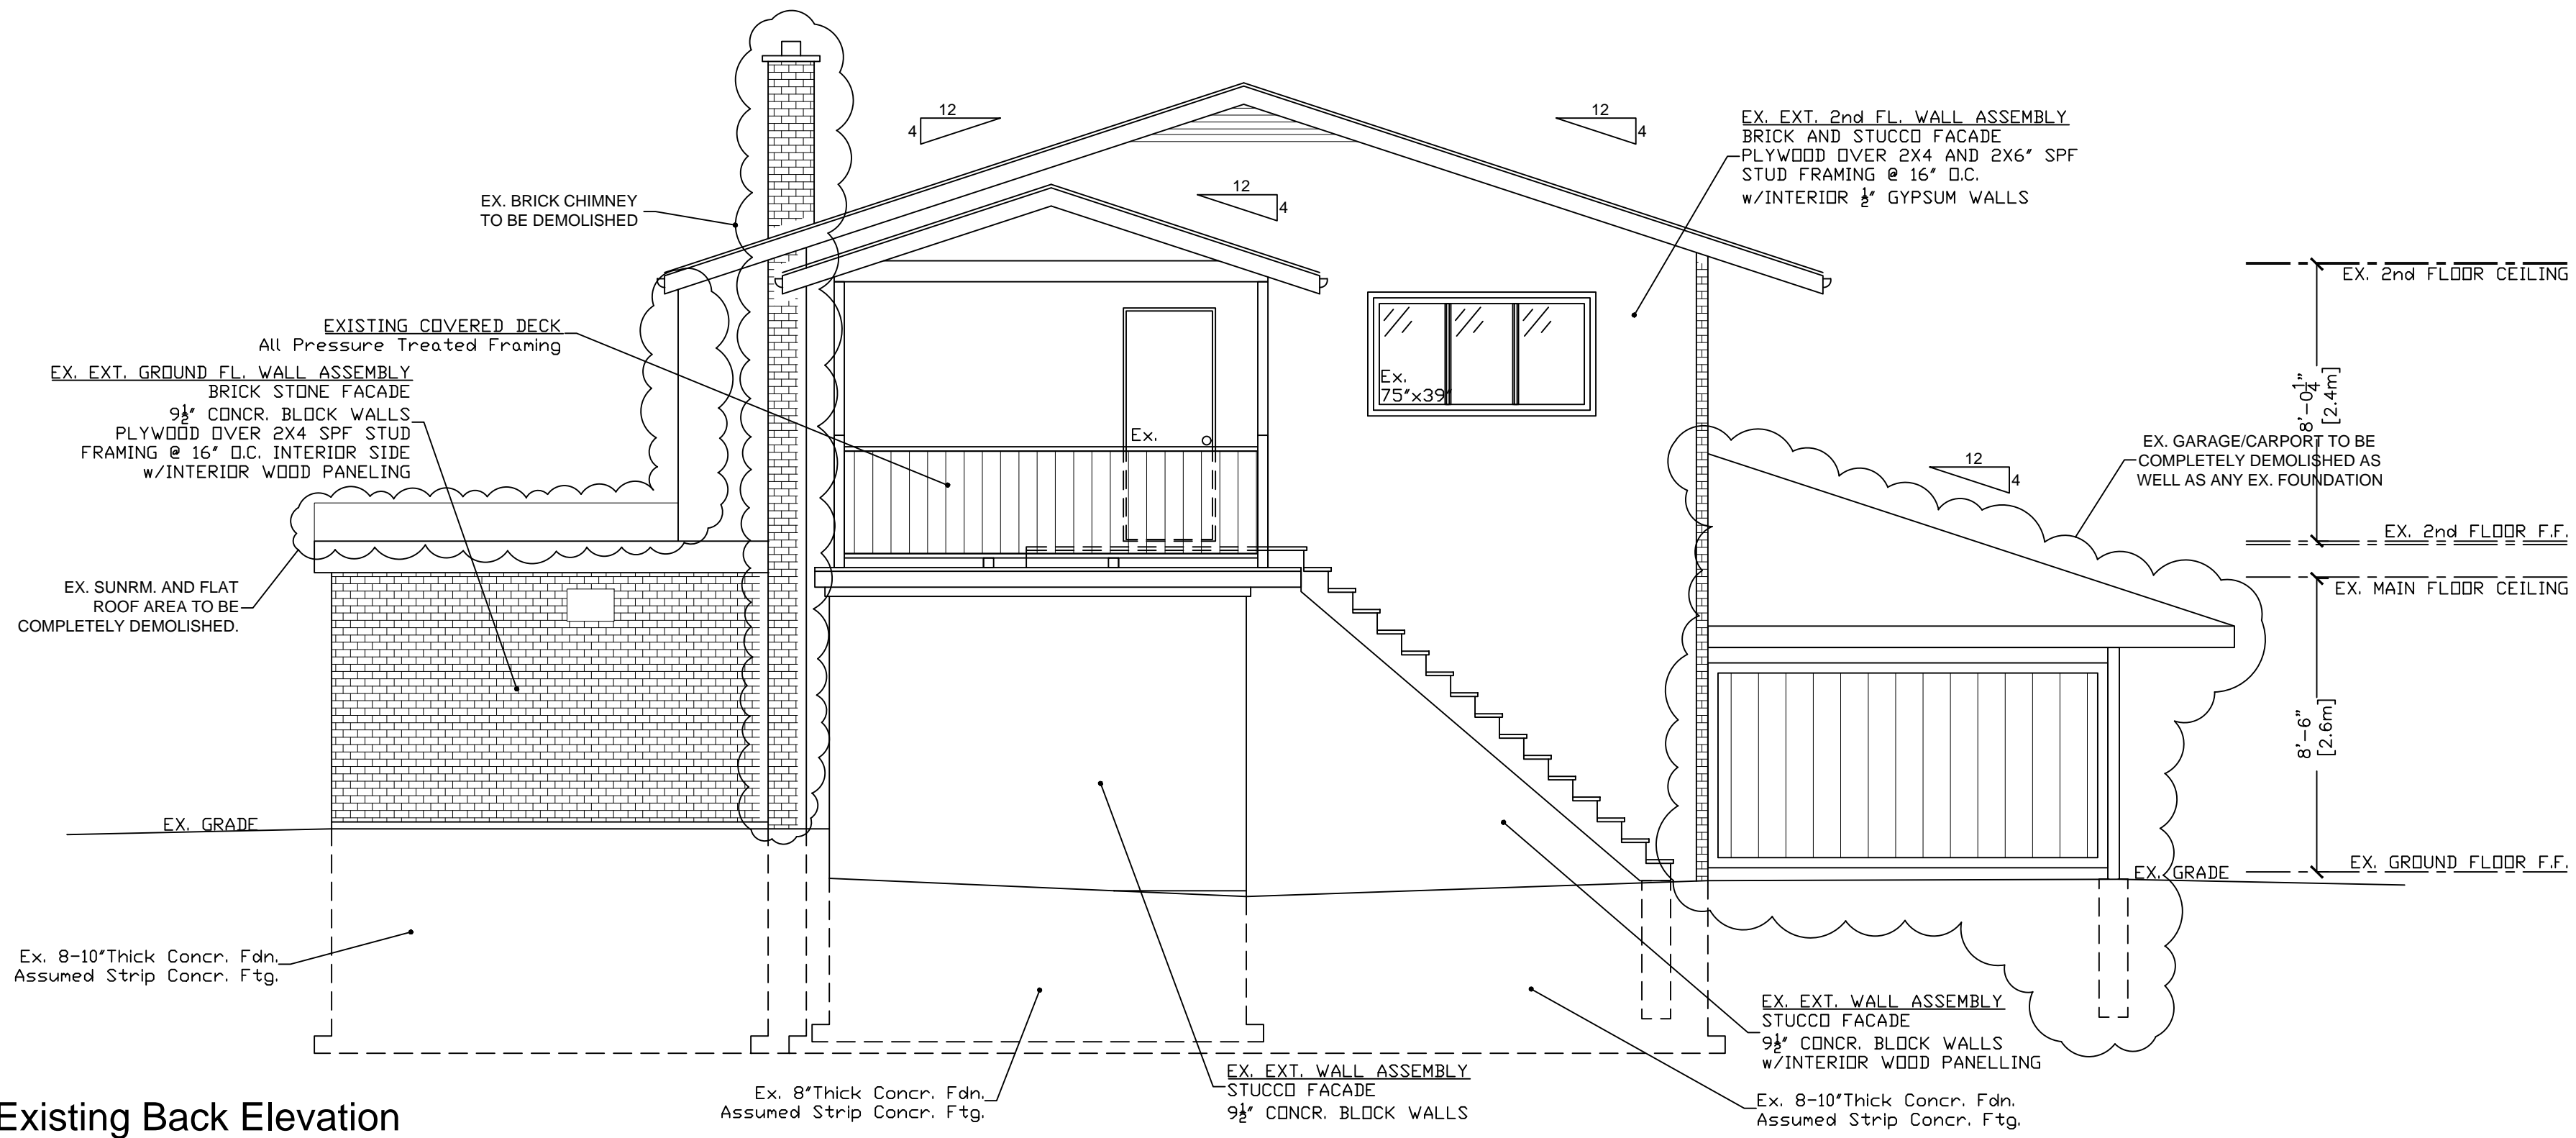 12
4
12
4
12
4
EX. EXT. 2nd FL. WALL ASSEMBLY
BRICK AND STUCCO FACADE
PLYWOOD OVER 2X4 AND 2X6" SPF
STUD FRAMING @ 16" O.C.
w/INTERIOR ½" GYPSUM WALLS
EX. BRICK CHIMNEY
TO BE DEMOLISHED
EX. 2nd FLOOR CEILING
EXISTING COVERED DECK
All Pressure Treated Framing
EX. EXT. GROUND FL. WALL ASSEMBLY
BRICK STONE FACADE
9½" CONCR. BLOCK WALLS
PLYWOOD OVER 2X4 SPF STUD
FRAMING @ 16" O.C. INTERIOR SIDE
w/INTERIOR WOOD PANELING
Ex.
75"x39"
Ex.
8'-0¼"
[2.4m]
EX. GARAGE/CARPORT TO BE
COMPLETELY DEMOLISHED AS
WELL AS ANY EX. FOUNDATION
12
4
EX. 2nd FLOOR F.F.
EX. MAIN FLOOR CEILING
EX. SUNRM. AND FLAT
ROOF AREA TO BE
COMPLETELY DEMOLISHED.
8'-6"
[2.6m]
EX. GRADE
EX. GROUND FLOOR F.F.
EX. GRADE
Ex. 8-10"Thick Concr. Fdn.
Assumed Strip Concr. Ftg.
EX. EXT. WALL ASSEMBLY
STUCCO FACADE
9½" CONCR. BLOCK WALLS
w/INTERIOR WOOD PANELLING
Ex. 8"Thick Concr. Fdn.
Assumed Strip Concr. Ftg.
EX. EXT. WALL ASSEMBLY
STUCCO FACADE
9½" CONCR. BLOCK WALLS
Ex. 8-10"Thick Concr. Fdn.
Assumed Strip Concr. Ftg.
Existing Back Elevation